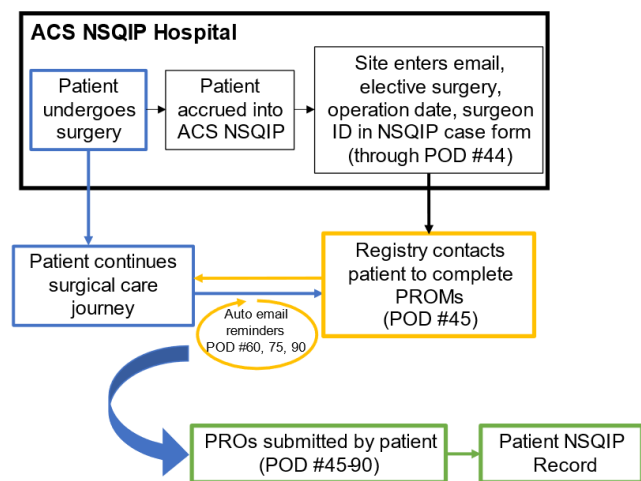 ACS NSQIP Hospital
Patient
undergoes
surgery
Patient
accrued into
ACS NSQIP
Site enters email,
elective surgery,
operation date, surgeon
ID in NSQIP case form
(through POD #44)
Patient continues
surgical care
journey
Registry contacts
patient to complete
PROMs
(POD #45)
Auto email
reminders
POD #60, 75, 90
PROs submitted by patient
(POD #45-90)
Patient NSQIP
Record